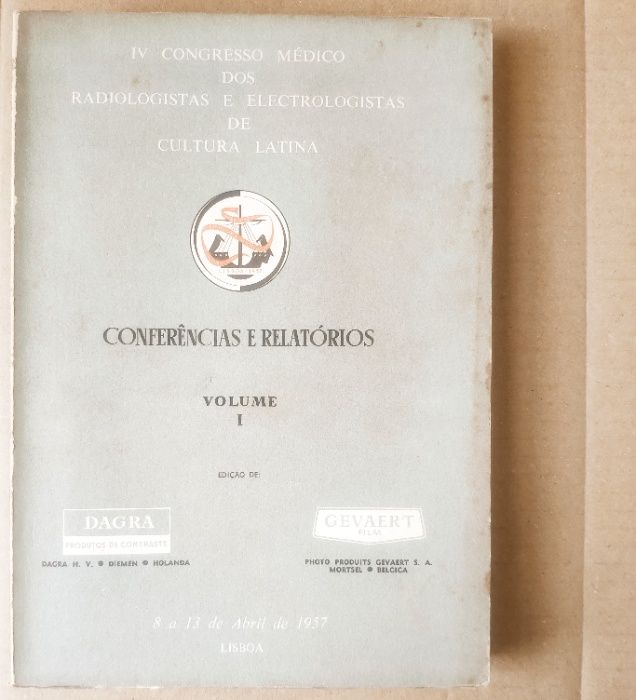 IV CONGRESSO MÉDICO
DOS
RADIOLOGISTAS E ELECTROLOGISTAS
DE
CULTURA LATINA
CONFERÊNCIAS E RELATÓRIOS
VOLUME
I
EDIÇÃO DE:
DAGRA
PRODUTOS DE CONTRASTE
DAGRA N. V. ● DIEMEN ● HOLANDA
GEVAERT
FILM
PHOTO PRODUITS GEVAERT S. A.
MORTSEL ● BELGICA
8 a 13 de Abril de 1957
LISBOA